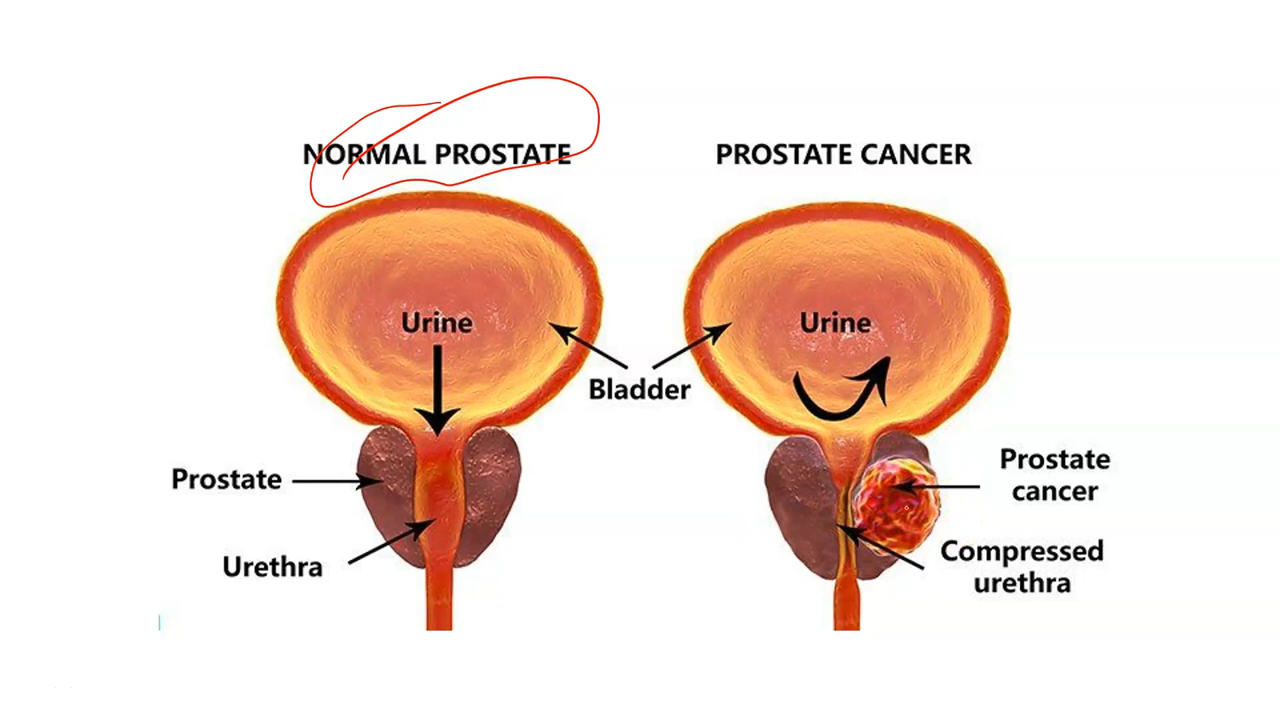 NORMAL PROSTATE
PROSTATE CANCER
Urine
Urine
Bladder
Prostate
Urethra
Prostate
cancer
Compressed
urethra